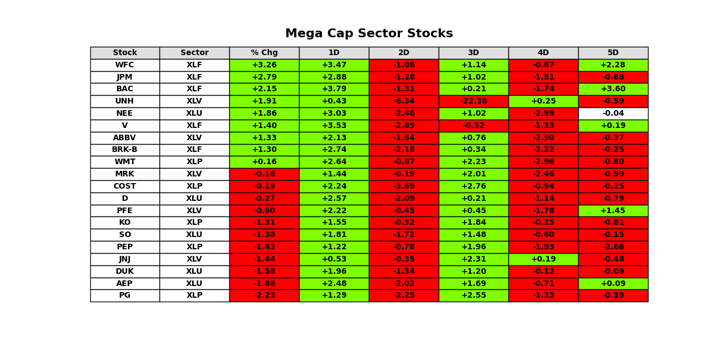 Mega Cap Sector Stocks
Stock Sector % Chg 1D 2D 3D 4D 5D
WFC XLF +3.26 +3.47 -1.08 +1.14 -0.87 +2.28
JPM XLF +2.79 +2.88 -1.28 +1.02 -1.51 -0.68
BAC XLF +2.15 +3.79 -1.31 +0.21 -1.74 +3.60
UNH XLV +1.91 +0.43 -6.34 -22.38 +0.25 -0.59
NEE XLU +1.86 +3.03 -2.46 +1.02 -2.99 -0.04
V XLF +1.40 +3.53 -2.89 -0.52 -1.33 +0.19
ABBV XLV +1.33 +2.13 -1.64 +0.76 -2.90 -0.37
BRK-B XLF +1.30 +2.74 -2.18 +0.34 -2.22 -0.25
WMT XLP +0.16 +2.64 -0.87 +2.23 -2.96 -0.60
MRK XLV -0.18 +1.44 -0.19 +2.01 -2.46 -0.99
COST XLP -0.19 +2.24 -3.69 +2.76 -0.94 -0.25
D XLU -0.27 +2.57 -2.09 +0.21 -1.14 -0.79
PFE XLV -0.60 +2.22 -0.45 +0.45 -1.78 +1.45
KO XLP -1.31 +1.55 -0.32 +1.84 -0.25 -0.61
SO XLU -1.38 +1.81 -1.72 +1.48 -0.60 -0.15
PEP XLP -1.43 +1.22 -0.78 +1.96 -1.93 -2.66
JNJ XLV -1.44 +0.53 -0.35 +2.31 +0.19 -0.48
DUK XLU -1.58 +1.96 -1.34 +1.20 -0.12 -0.09
AEP XLU -1.88 +2.48 -2.02 +1.69 -0.71 +0.09
PG XLP -2.23 +1.29 -2.25 +2.55 -1.23 -0.39